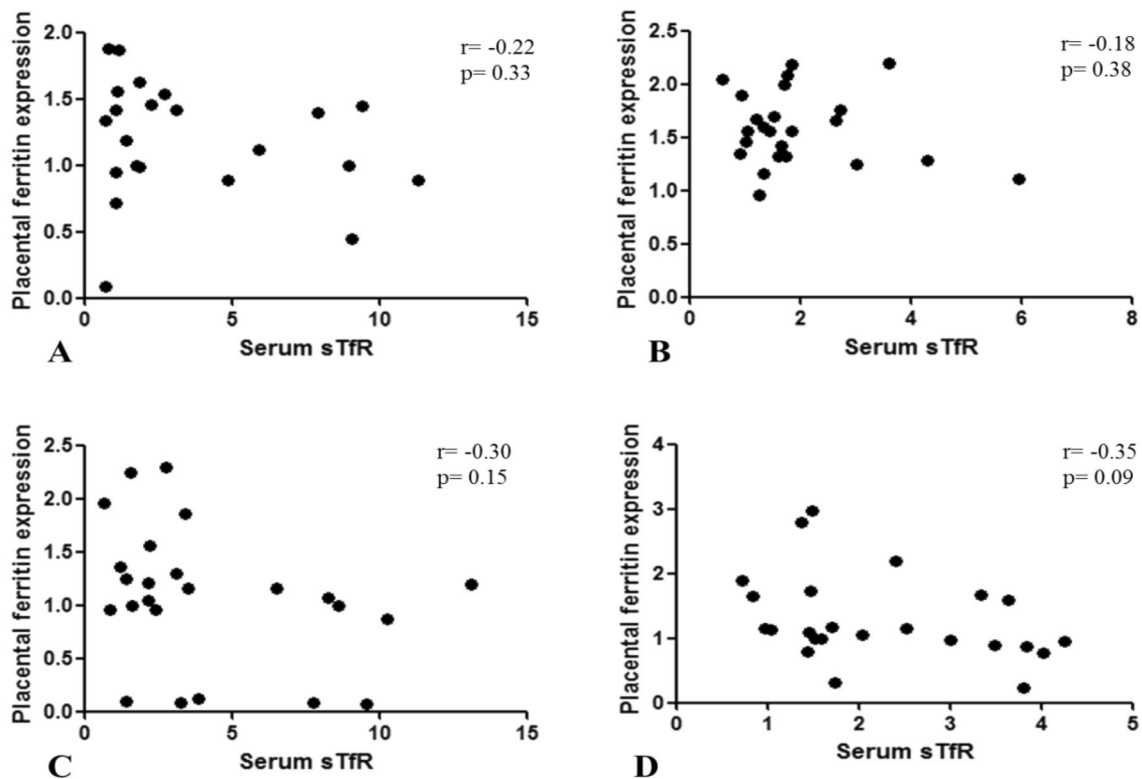 Placental ferritin expression
2.0
1.5
1.0
0.5
0.0
0
5
10
15
r= -0.22
p= 0.33
A
Serum sTfR
Placental ferritin expression
2.5
2.0
1.5
1.0
0.5
0.0
0
2
4
6
8
r= -0.18
p= 0.38
B
Serum sTfR
Placental ferritin expression
2.5
2.0
1.5
1.0
0.5
0.0
0
5
10
15
r= -0.30
p= 0.15
C
Serum sTfR
Placental ferritin expression
4
3
2
1
0
0
1
2
3
4
5
r= -0.35
p= 0.09
D
Serum sTfR